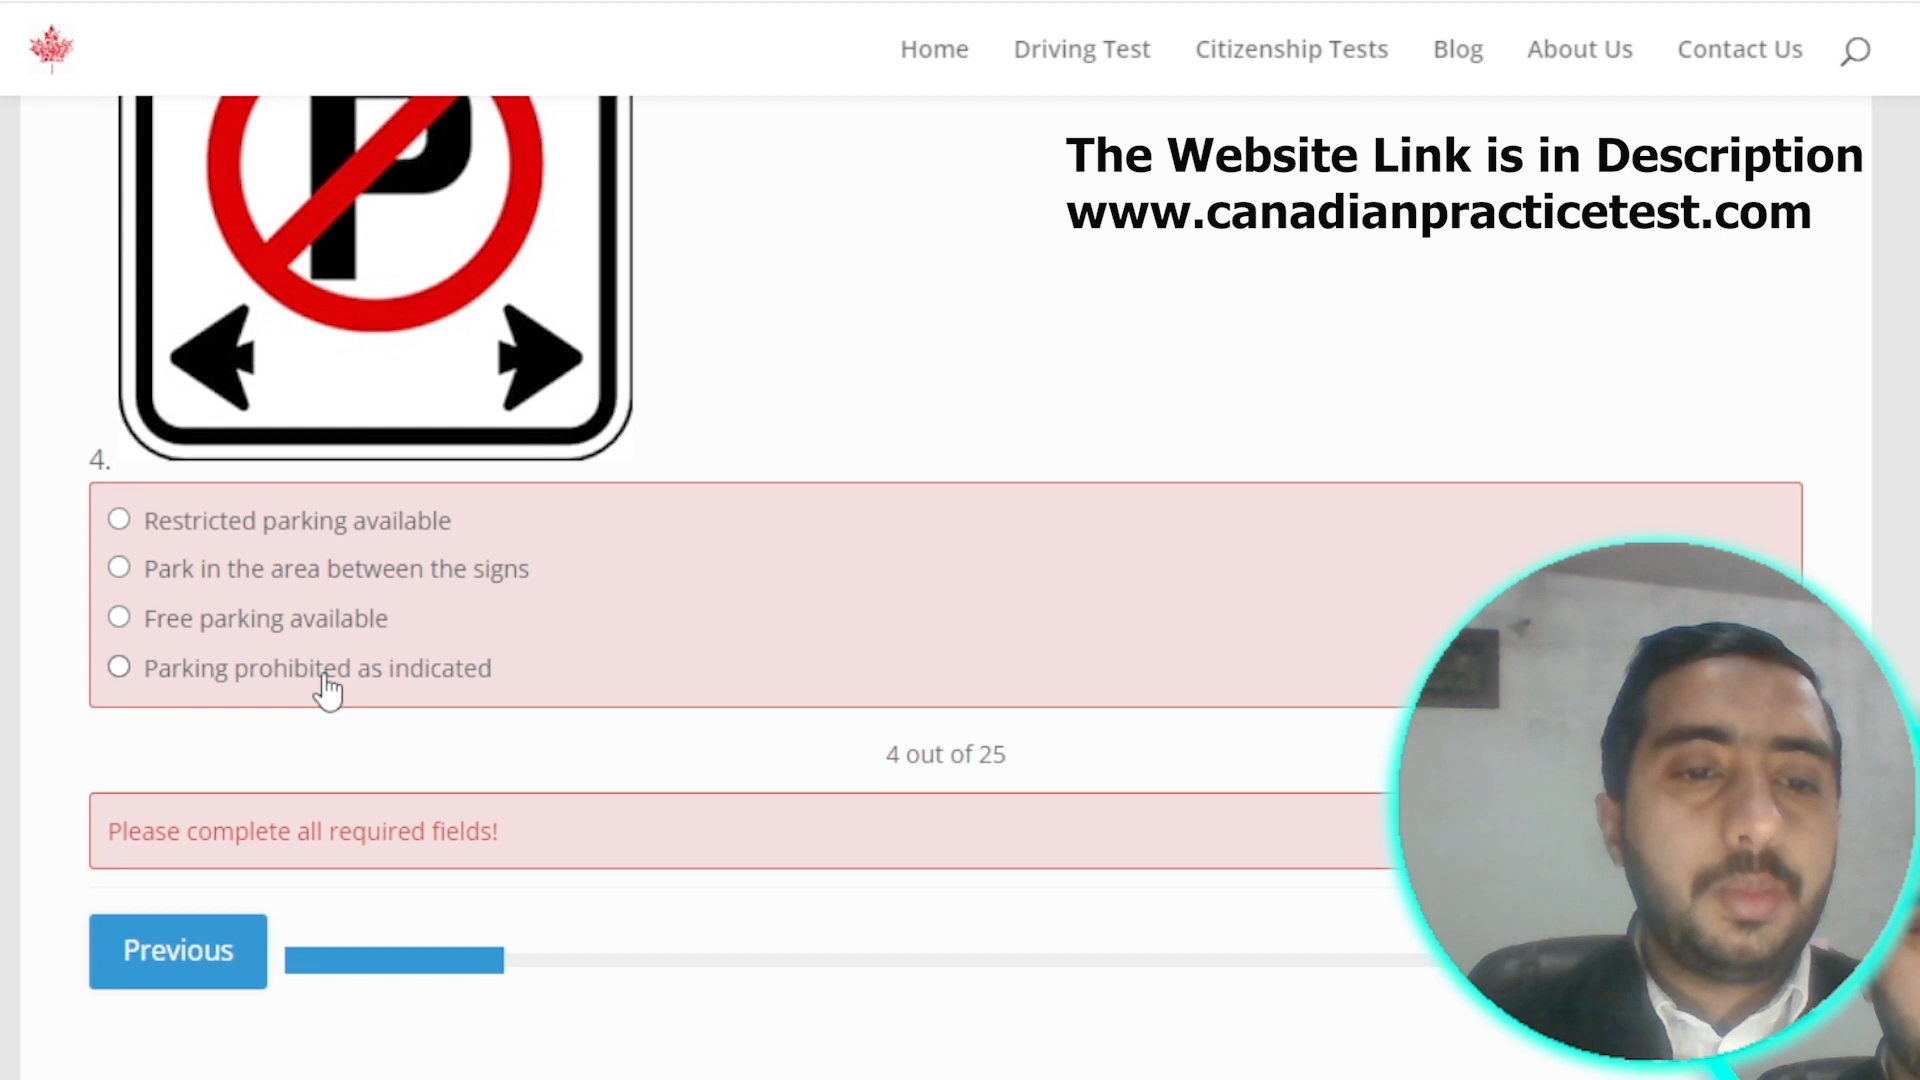 Home Driving Test Citizenship Tests Blog About Us Contact Us
The Website Link is in Description
www.canadianpracticetest.com
P
4.
Restricted parking available
Park in the area between the signs
Free parking available
Parking prohibited as indicated
4 out of 25
Please complete all required fields!
Previous